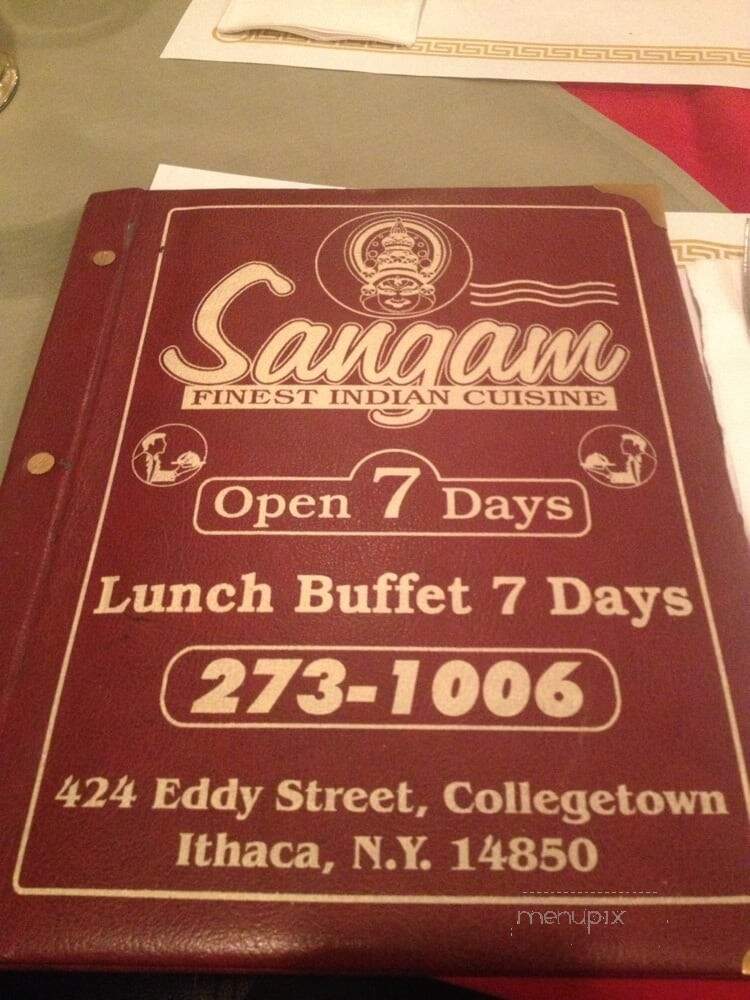 Sangam
FINEST INDIAN CUISINE
Open 7 Days
Lunch Buffet 7 Days
273-1006
424 Eddy Street, Collegetown
Ithaca, N.Y. 14850
menupix